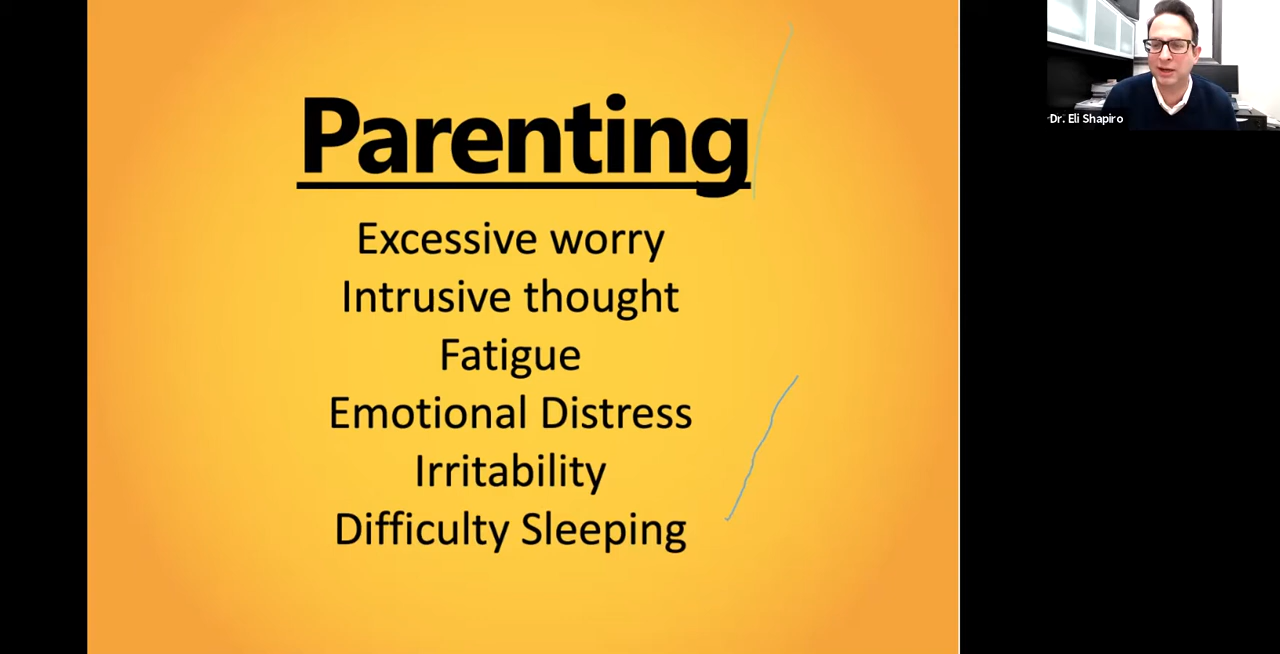 Parenting
Excessive worry
Intrusive thought
Fatigue
Emotional Distress
Irritability
Difficulty Sleeping
Dr. Eli Shapiro